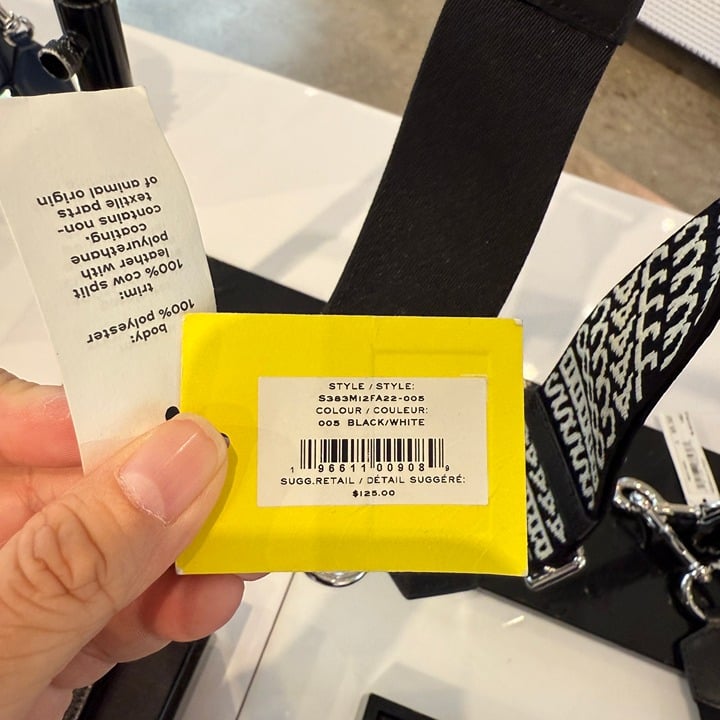 body:
100% polyester
trim:
100% cow split
leather with
polyurethane
coating.
contains non-
textile parts
of animal origin
STYLE / STYLE:
S383M12FA22-005
COLOUR / COULEUR:
005 BLACK/WHITE
1 96611 00908 9
SUGG.RETAIL / DÉTAIL SUGGÉRÉ:
$125.00